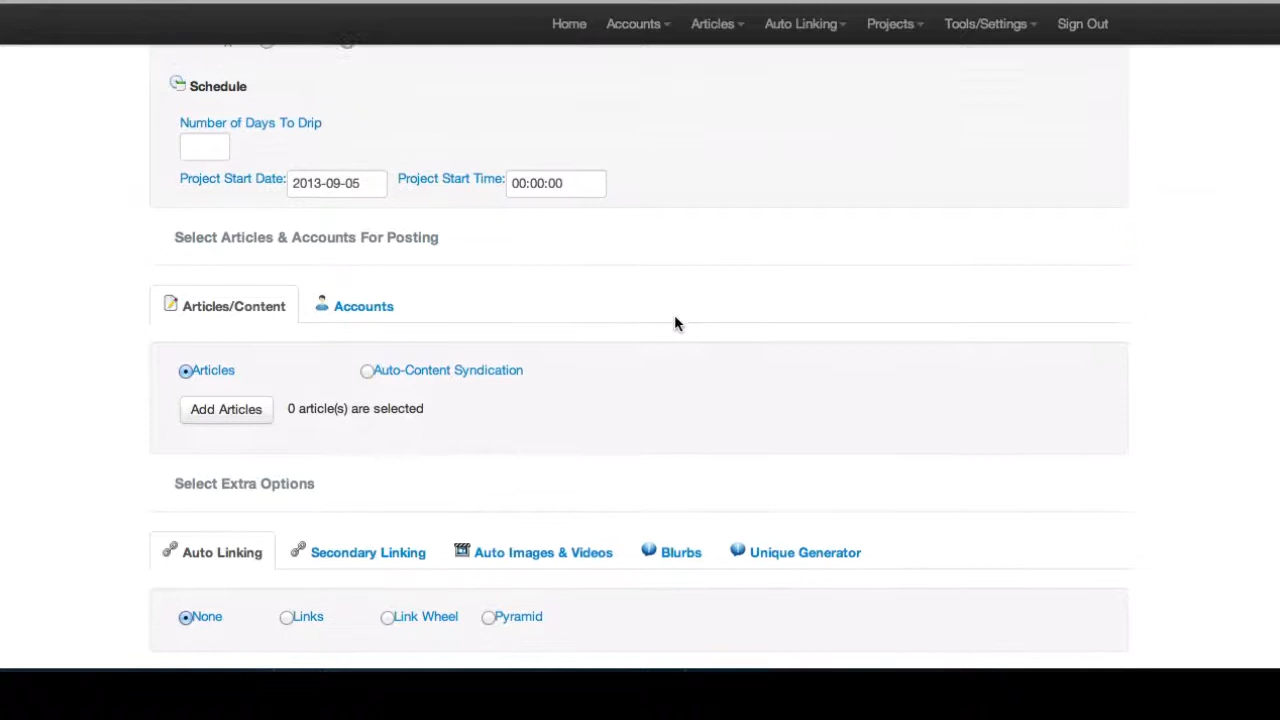 Home Accounts Articles Auto Linking Projects Tools/Settings Sign Out
Schedule
Number of Days To Drip
Project Start Date: 2013-09-05 Project Start Time: 00:00:00
Select Articles & Accounts For Posting
Articles/Content Accounts
Articles Auto-Content Syndication
Add Articles 0 article(s) are selected
Select Extra Options
Auto Linking Secondary Linking Auto Images & Videos Blurbs Unique Generator
None Links Link Wheel Pyramid